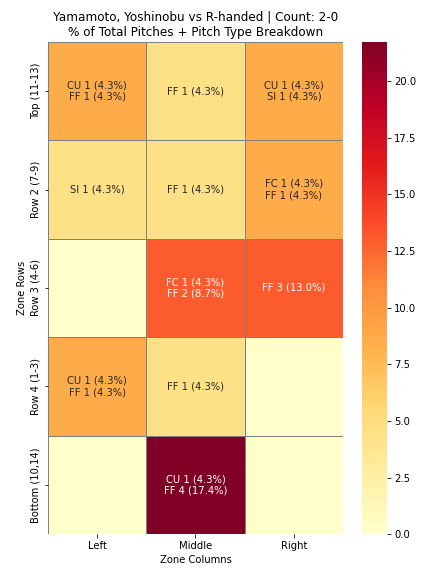 Yamamoto, Yoshinobu vs R-handed | Count: 2-0
% of Total Pitches + Pitch Type Breakdown
Zone Rows
Top (11-13)
CU 1 (4.3%)
FF 1 (4.3%)
FF 1 (4.3%)
CU 1 (4.3%)
SI 1 (4.3%)
Row 2 (7-9)
SI 1 (4.3%)
FF 1 (4.3%)
FC 1 (4.3%)
FF 1 (4.3%)
Row 3 (4-6)
FC 1 (4.3%)
FF 2 (8.7%)
FF 3 (13.0%)
Row 4 (1-3)
CU 1 (4.3%)
FF 1 (4.3%)
FF 1 (4.3%)
Bottom (10,14)
CU 1 (4.3%)
FF 4 (17.4%)
Left
Middle
Right
Zone Columns
20.0
17.5
15.0
12.5
10.0
7.5
5.0
2.5
0.0